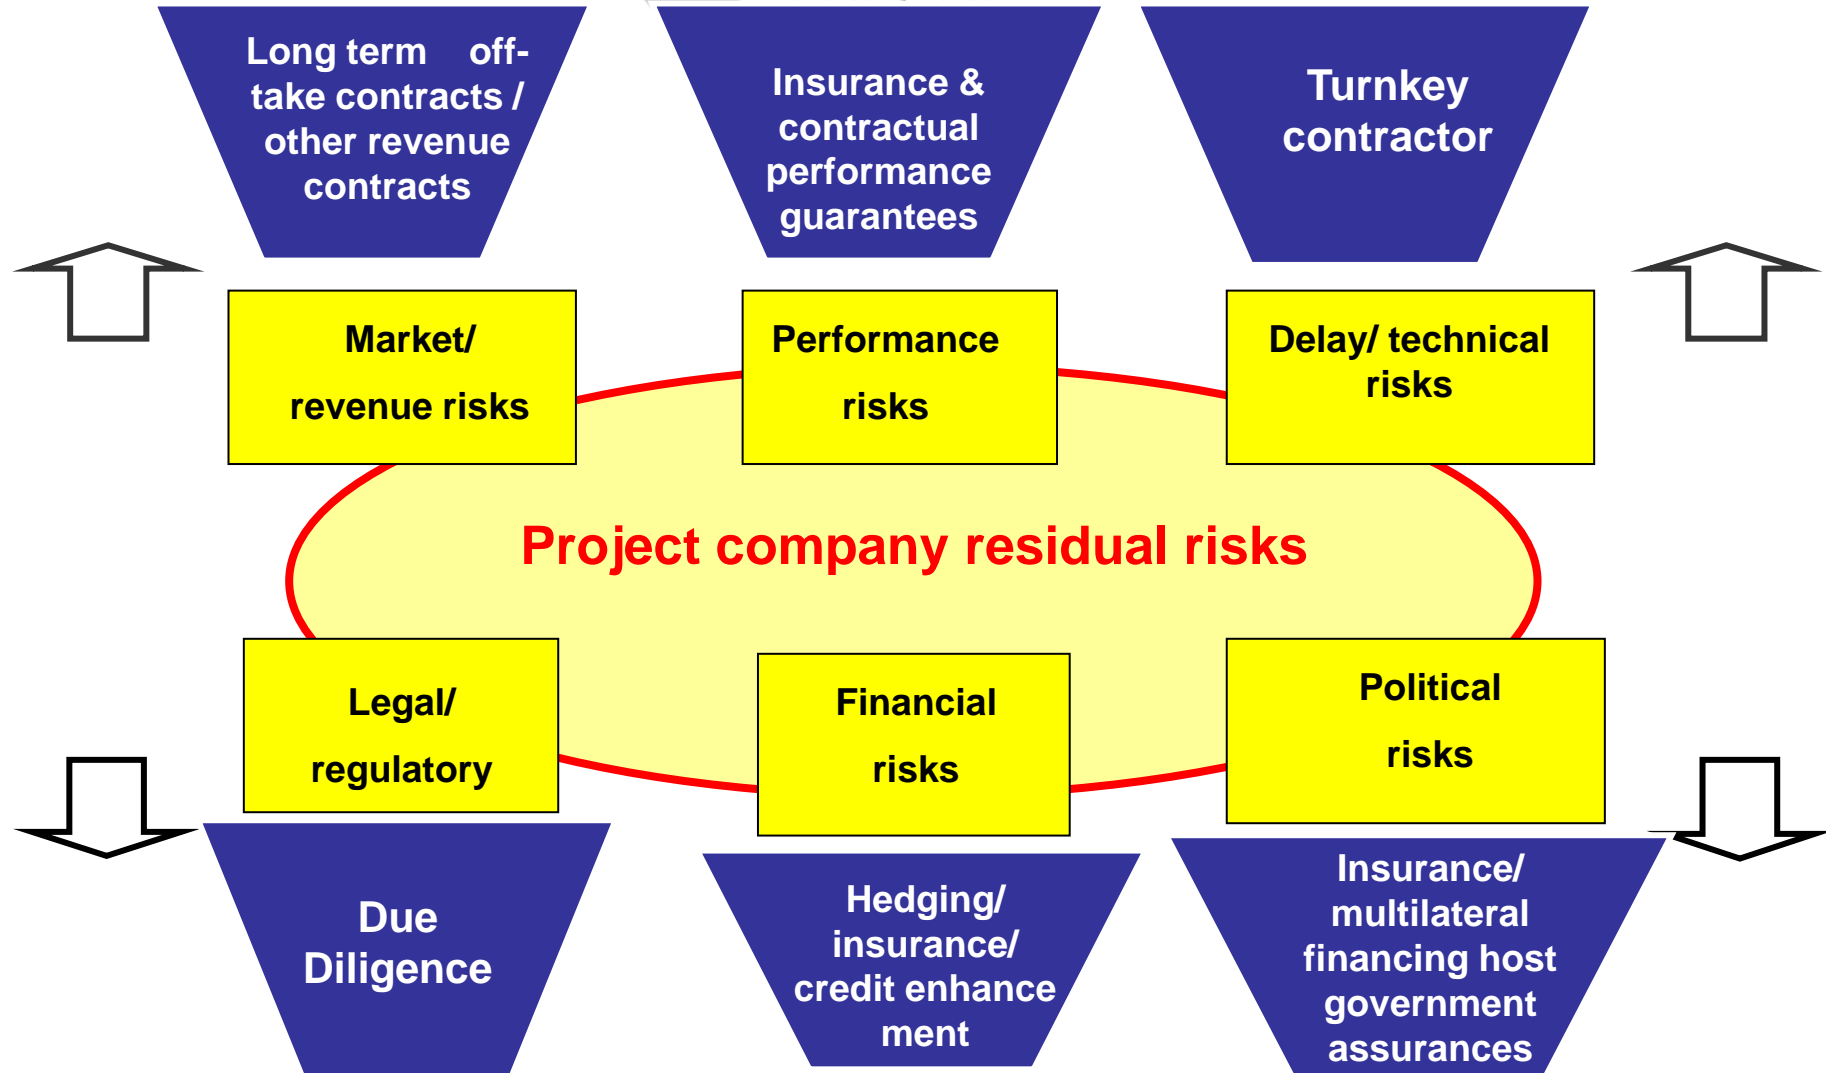 Long term off-
take contracts /
other revenue
contracts
Insurance &
contractual
performance
guarantees
Turnkey
contractor
Market/
revenue risks
Performance
risks
Delay/ technical
risks
Project company residual risks
Legal/
regulatory
Financial
risks
Political
risks
Due
Diligence
Hedging/
insurance/
credit enhance
ment
Insurance/
multilateral
financing host
government
assurances